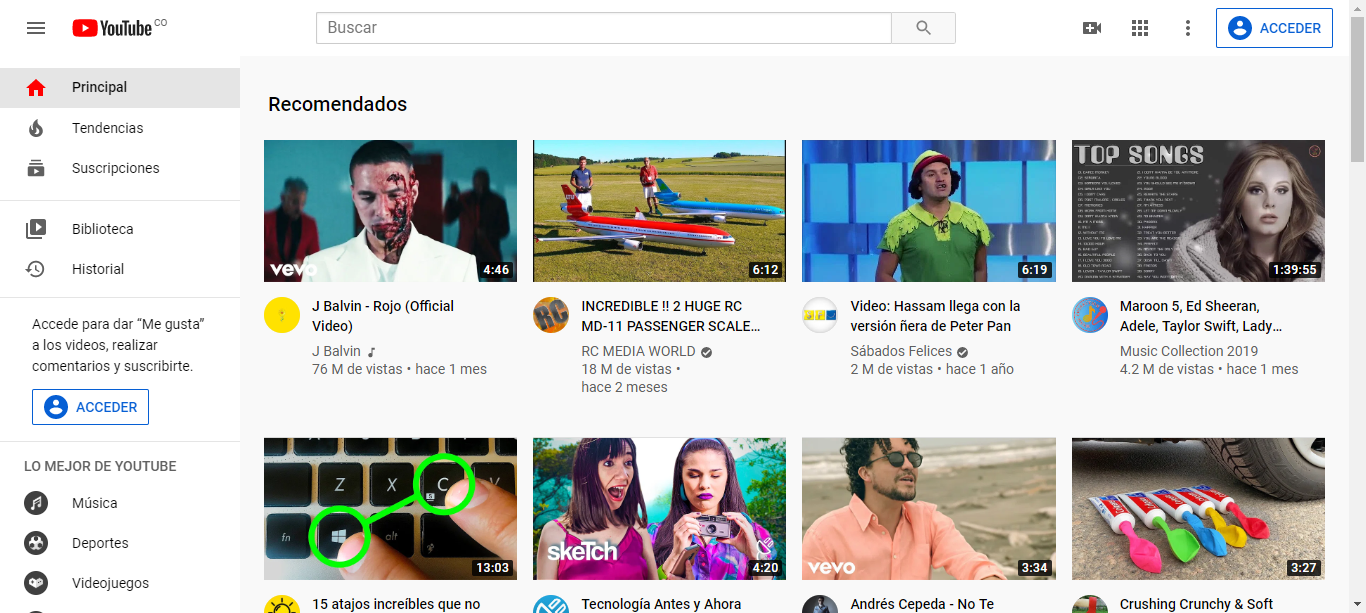 YouTube CO
Buscar
ACCEDER
Principal
Tendencias
Suscripciones
Biblioteca
Historial
Accede para dar “Me gusta”
a los videos, realizar
comentarios y suscribirte.
ACCEDER
LO MEJOR DE YOUTUBE
Música
Deportes
Videojuegos
Recomendados
vevo
4:46
6:12
6:19
TOP SONGS
1:39:55
J Balvin - Rojo (Official
Video)
J Balvin
76 M de vistas • hace 1 mes
RC
INCREDIBLE !! 2 HUGE RC
MD-11 PASSENGER SCALE...
RC MEDIA WORLD
18 M de vistas •
hace 2 meses
Video: Hassam llega con la
versión ñera de Peter Pan
Sábados Felices
2 M de vistas • hace 1 año
Maroon 5, Ed Sheeran,
Adele, Taylor Swift, Lady...
Music Collection 2019
4.2 M de vistas • hace 1 mes
Z X C V
S
fn alt
13:03
skeTch
4:20
vevo
3:34
3:27
15 atajos increíbles que no
Tecnología Antes y Ahora
Andrés Cepeda - No Te
Crushing Crunchy & Soft